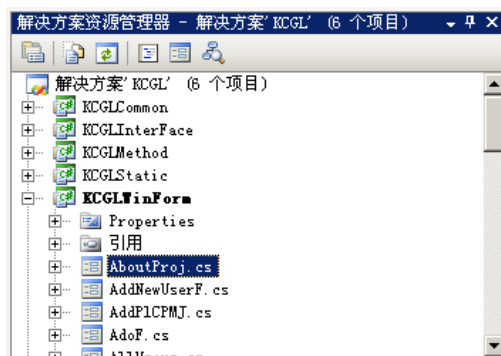 解决方案资源管理器 - 解决方案'KCGL' (6 个项目)
解决方案'KCGL' (6 个项目)
KCGLCommon
KCGLInterFace
KCGLMethod
KCGLStatic
KCGLWinForm
Properties
引用
AboutProj.cs
AddNewUserF.cs
AddPlCPMJ.cs
AdoF.cs